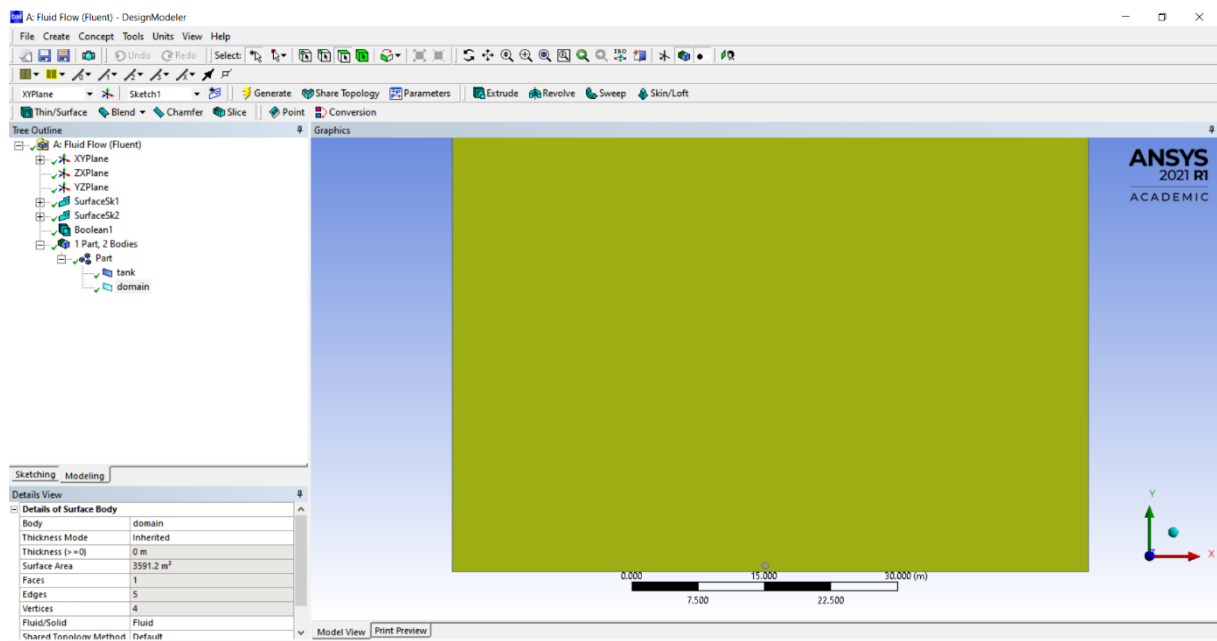 A: Fluid Flow (Fluent) - DesignModeler
File Create Concept Tools Units View Help
Undo Redo Select: ISO
XYPlane Sketch1 Generate Share Topology Parameters Extrude Revolve Sweep Skin/Loft
Thin/Surface Blend Chamfer Slice Point Conversion
Tree Outline
A: Fluid Flow (Fluent)
XYPlane
ZXPlane
YZPlane
SurfaceSk1
SurfaceSk2
Boolean1
1 Part, 2 Bodies
Part
tank
domain
Sketching Modeling
Details View
Details of Surface Body
Body domain
Thickness Mode Inherited
Thickness (>=0) 0 m
Surface Area 3591.2 m²
Faces 1
Edges 5
Vertices 4
Fluid/Solid Fluid
Shared Topology Method Default
Graphics
ANSYS
2021 R1
ACADEMIC
0.000 15.000 30.000 (m)
7.500 22.500
Y
X
Model View Print Preview